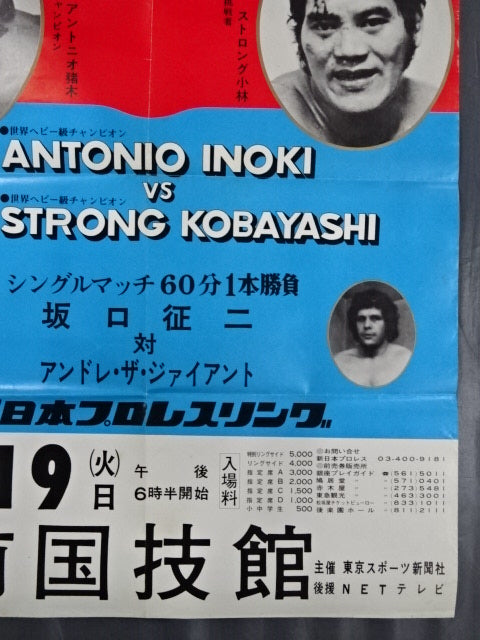 チャンピオン
アントニオ猪木
挑戦者
ストロング小林
●世界ヘビー級チャンピオン
ANTONIO INOKI
VS
●世界ヘビー級チャンピオン
STRONG KOBAYASHI
シングルマッチ60分1本勝負
坂口征二
対
アンドレ・ザ・ジャイアント
日本プロレスリング
19(火)日
午後
6時半開始
入場料
特別リングサイド 5,000
リングサイド 4,000
指定席A 3,000
指定席B 2,000
指定席C 1,500
指定席D 1,000
小中学生 500
◎お問い合せ
新日本プロレス 03-400-9181
◎前売券販売所
銀座プレイガイド ☎(561)5011
鳩居堂 (571)0401
赤木屋 (273)5481
東急観光 (463)3001
(833)1011
後楽園ホール (811)2111
国技館
主催 東京スポーツ新聞社
後援 NETテレビ